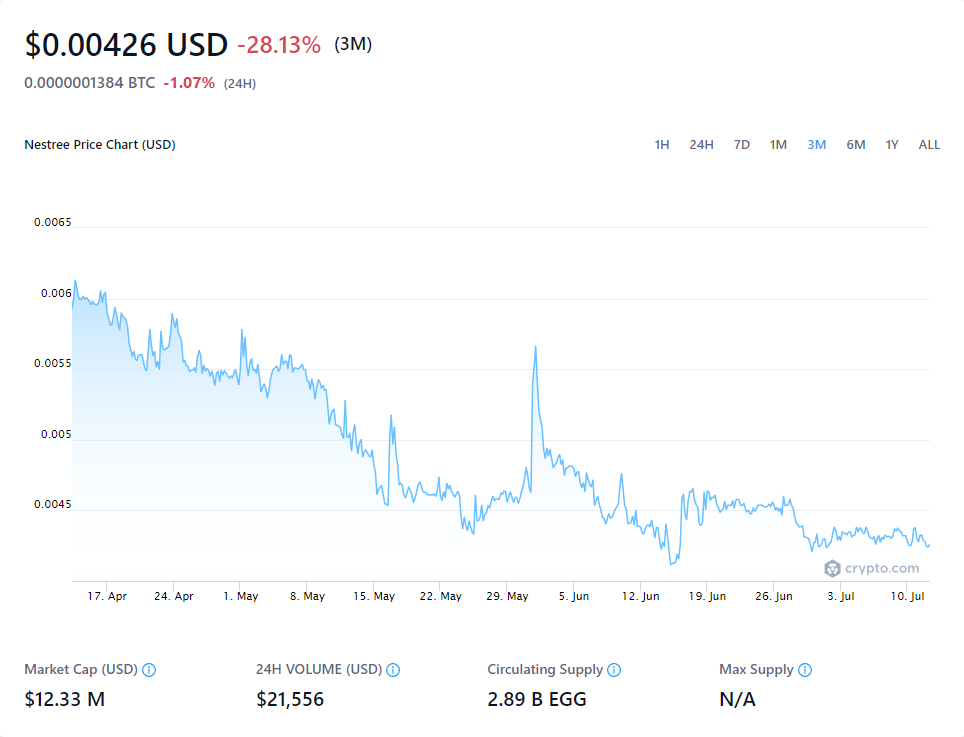 $0.00426 USD -28.13% (3M)
0.0000001384 BTC -1.07% (24H)
Nestree Price Chart (USD) 1H 24H 7D 1M 3M 6M 1Y ALL
0.0065
0.006
0.0055
0.005
0.0045
crypto.com
17. Apr 24. Apr 1. May 8. May 15. May 22. May 29. May 5. Jun 12. Jun 19. Jun 26. Jun 3. Jul 10. Jul
Market Cap (USD) 24H VOLUME (USD) Circulating Supply Max Supply
$12.33 M $21,556 2.89 B EGG N/A